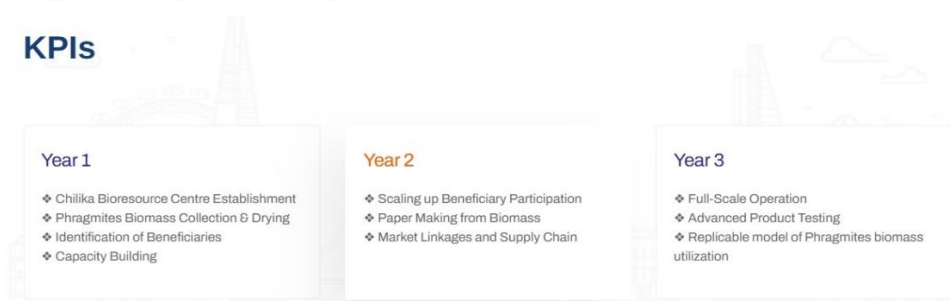 KPIs
Year 1
❖ Chilika Bioresource Centre Establishment
❖ Phragmites Biomass Collection & Drying
❖ Identification of Beneficiaries
❖ Capacity Building
Year 2
❖ Scaling up Beneficiary Participation
❖ Paper Making from Biomass
❖ Market Linkages and Supply Chain
Year 3
❖ Full-Scale Operation
❖ Advanced Product Testing
❖ Replicable model of Phragmites biomass
utilization